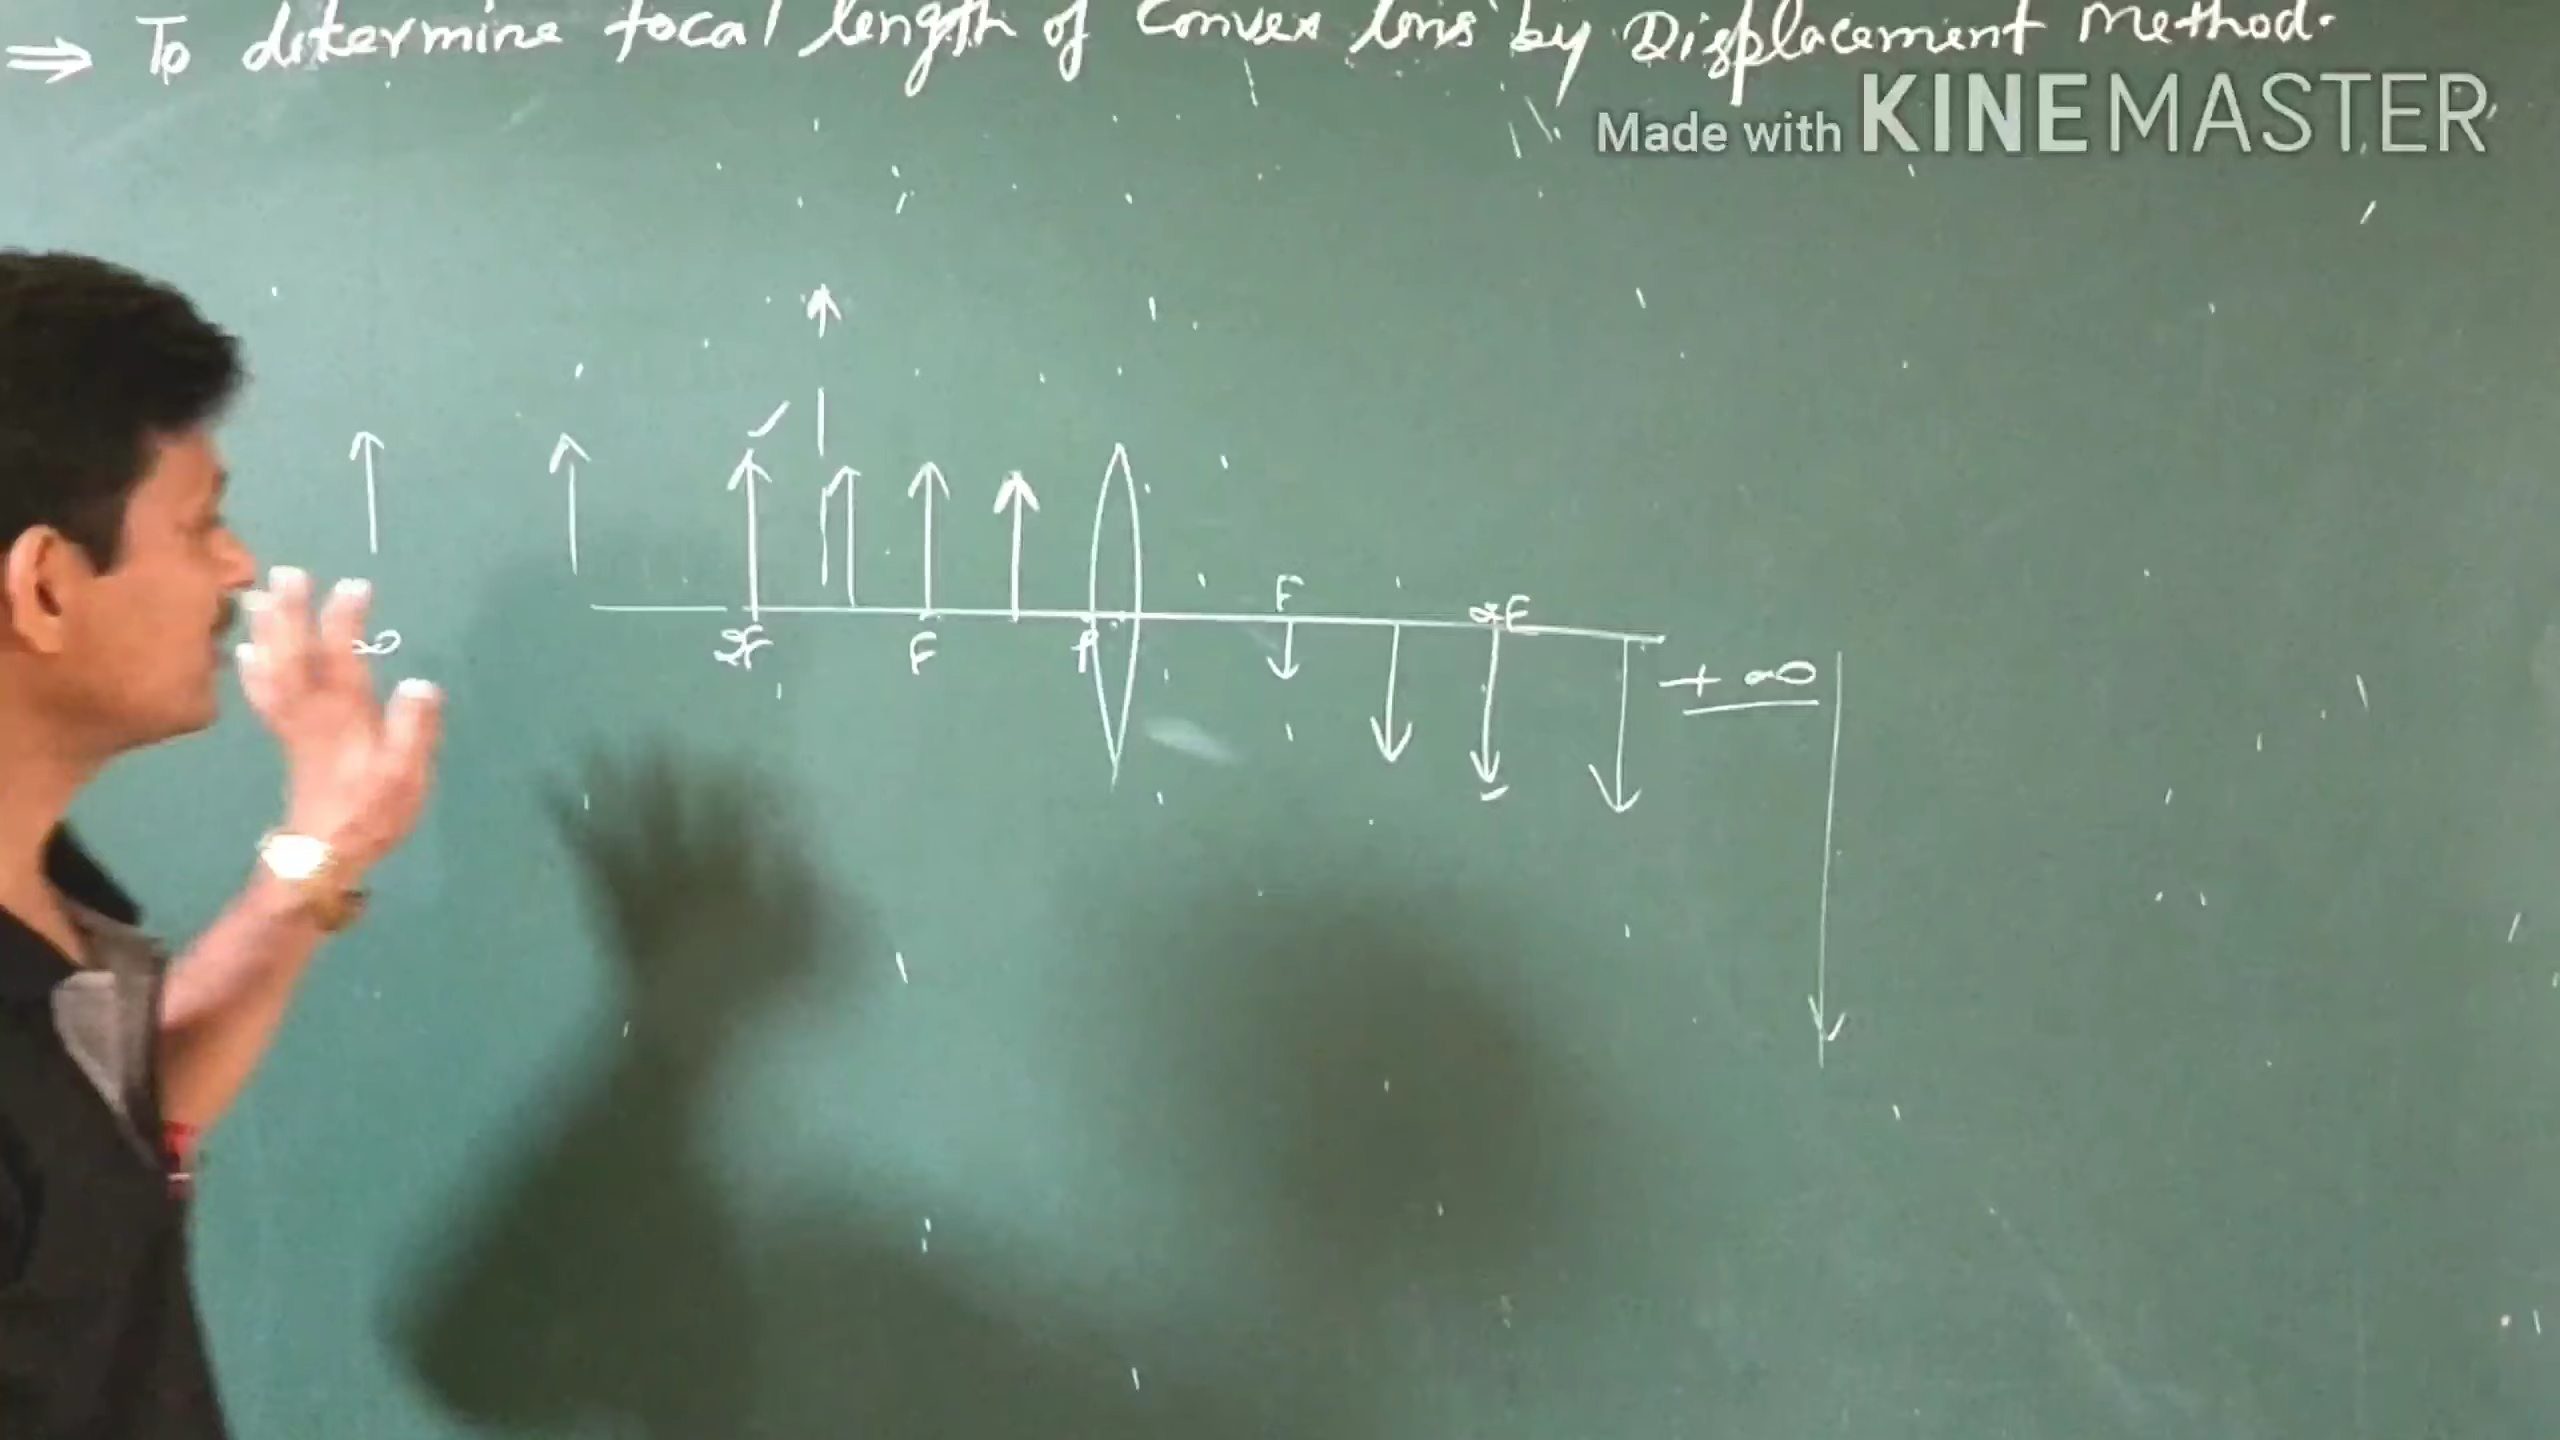 ⇒ To determine focal length of Convex lens by Displacement Method.
Made with KINEMASTER
F 2F
∞ 2F F P
+ ∞